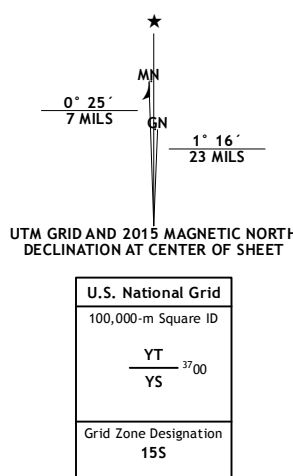 MN
0° 25´
7 MILS
GN
1° 16´
23 MILS
UTM GRID AND 2015 MAGNETIC NORTH
DECLINATION AT CENTER OF SHEET
U.S. National Grid
100,000-m Square ID
YT
3700
YS
Grid Zone Designation
15S